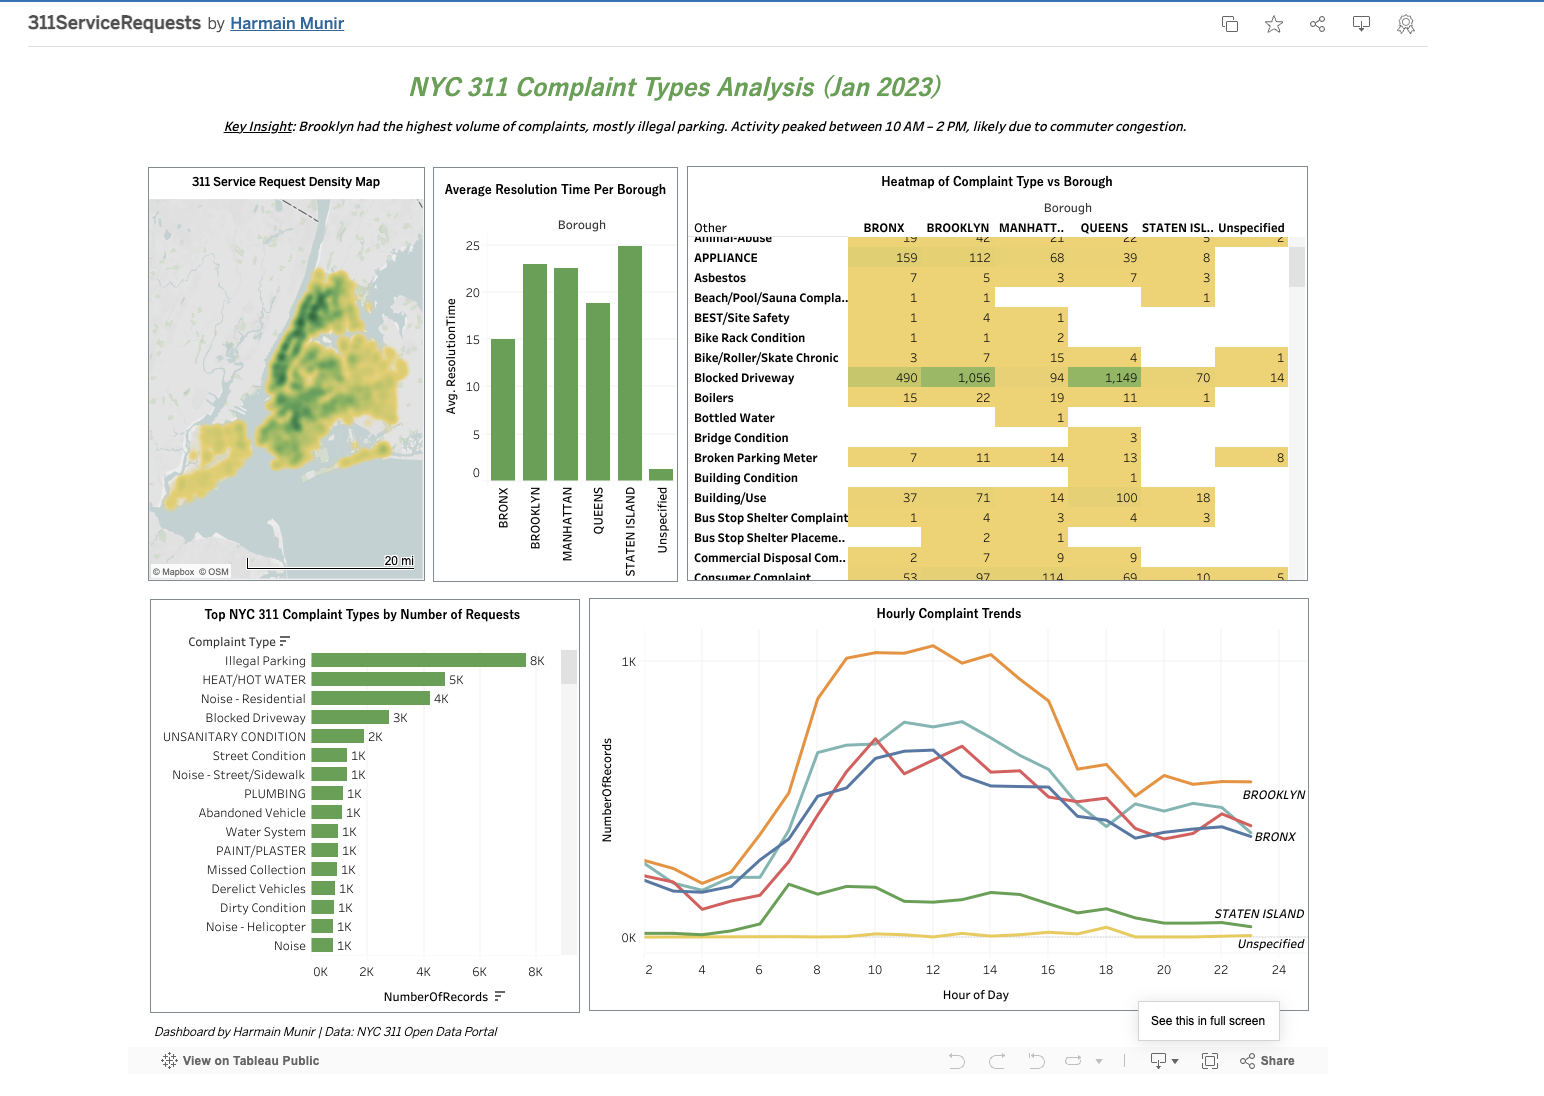 311ServiceRequests by Harmain Munir
NYC 311 Complaint Types Analysis (Jan 2023)
Key Insight: Brooklyn had the highest volume of complaints, mostly illegal parking. Activity peaked between 10 AM – 2 PM, likely due to commuter congestion.
311 Service Request Density Map
20 mi
© Mapbox © OSM
Average Resolution Time Per Borough
Borough
Avg. ResolutionTime
25
20
15
10
5
0
BRONX
BROOKLYN
MANHATTAN
QUEENS
STATEN ISLAND
Unspecified
Heatmap of Complaint Type vs Borough
Borough
Other BRONX BROOKLYN MANHATT.. QUEENS STATEN ISL.. Unspecified
Animal-Abuse 19 42 21 22 5 2
APPLIANCE 159 112 68 39 8
Asbestos 7 5 3 7 3
Beach/Pool/Sauna Compla.. 1 1 1
BEST/Site Safety 1 4 1
Bike Rack Condition 1 1 2
Bike/Roller/Skate Chronic 3 7 15 4 1
Blocked Driveway 490 1,056 94 1,149 70 14
Boilers 15 22 19 11 1
Bottled Water 1
Bridge Condition 3
Broken Parking Meter 7 11 14 13 8
Building Condition 1
Building/Use 37 71 14 100 18
Bus Stop Shelter Complaint 1 4 3 4 3
Bus Stop Shelter Placeme.. 2 1
Commercial Disposal Com.. 2 7 9 9
Consumer Complaint 53 97 114 69 10 5
Top NYC 311 Complaint Types by Number of Requests
Complaint Type
Illegal Parking 8K
HEAT/HOT WATER 5K
Noise - Residential 4K
Blocked Driveway 3K
UNSANITARY CONDITION 2K
Street Condition 1K
Noise - Street/Sidewalk 1K
PLUMBING 1K
Abandoned Vehicle 1K
Water System 1K
PAINT/PLASTER 1K
Missed Collection 1K
Derelict Vehicles 1K
Dirty Condition 1K
Noise - Helicopter 1K
Noise 1K
0K 2K 4K 6K 8K
NumberOfRecords
Hourly Complaint Trends
NumberOfRecords
1K
0K
BROOKLYN
BRONX
STATEN ISLAND
Unspecified
2 4 6 8 10 12 14 16 18 20 22 24
Hour of Day
See this in full screen
Dashboard by Harmain Munir | Data: NYC 311 Open Data Portal
View on Tableau Public
Share